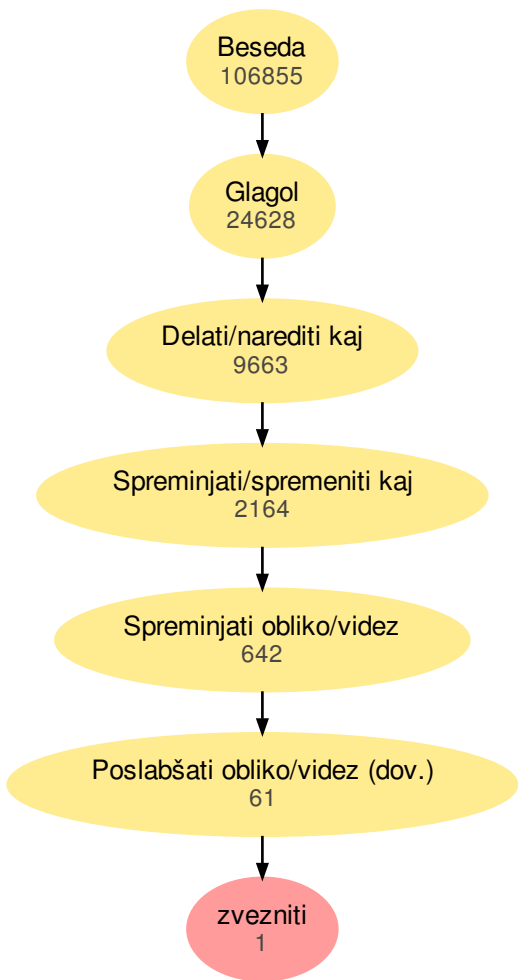 Beseda
106855
Glagol
24628
Delati/narediti kaj
9663
Spreminjati/spremeniti kaj
2164
Spreminjati obliko/videz
642
Poslabšati obliko/videz (dov.)
61
zvezniti
1